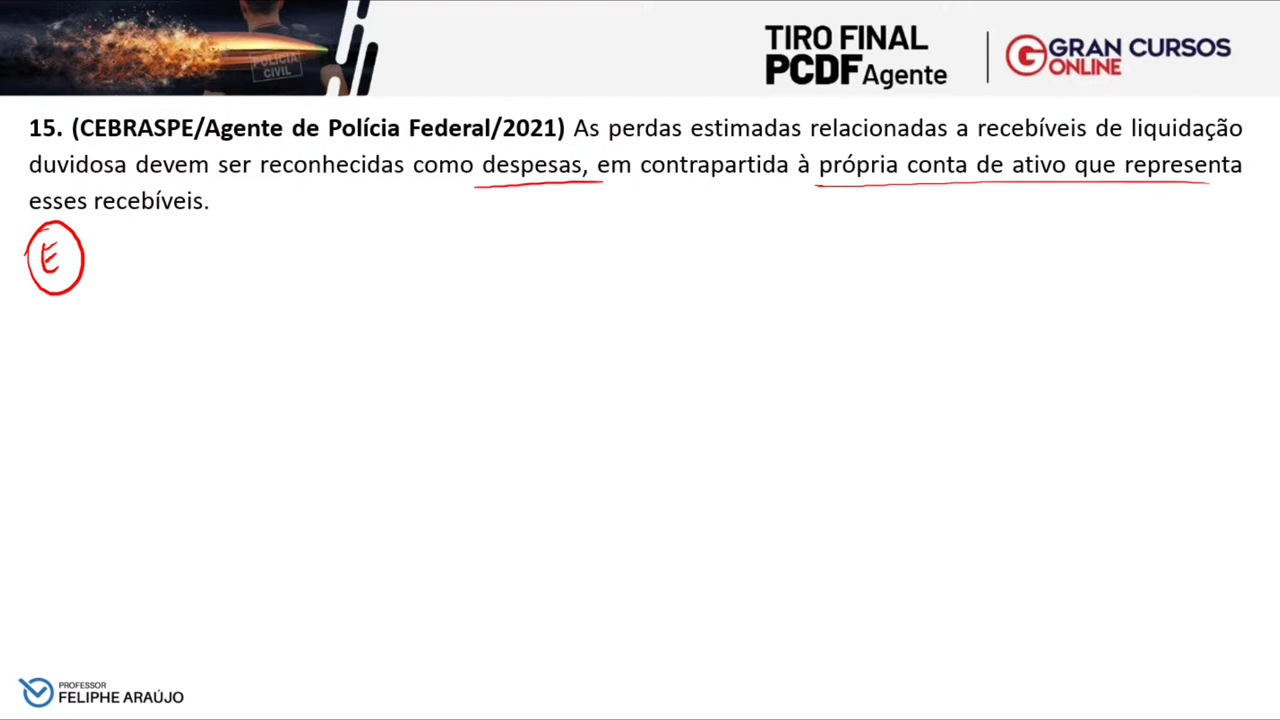 POLÍCIA
CIVIL
TIRO FINAL
PCDF Agente
GRAN CURSOS
ONLINE
15. (CEBRASPE/Agente de Polícia Federal/2021) As perdas estimadas relacionadas a recebíveis de liquidação
duvidosa devem ser reconhecidas como despesas, em contrapartida à própria conta de ativo que representa
esses recebíveis.
E
PROFESSOR
FELIPHE ARAÚJO